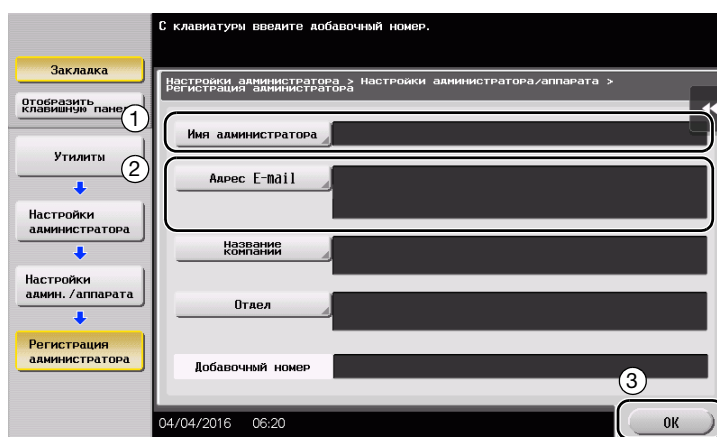 С клавиатуры введите добавочный номер.
Закладка
Отобразить
клавишную
Настройки администратора > Настройки администратора/аппарата >
Регистрация администратора
1
Имя администратора
Утилиты
2
Адрес E-mail
Настройки
администратора
Название
компании
Настройки
админ./аппарата
Отдел
Регистрация
администратора
Добавочный номер
3
04/04/2016 06:20
OK